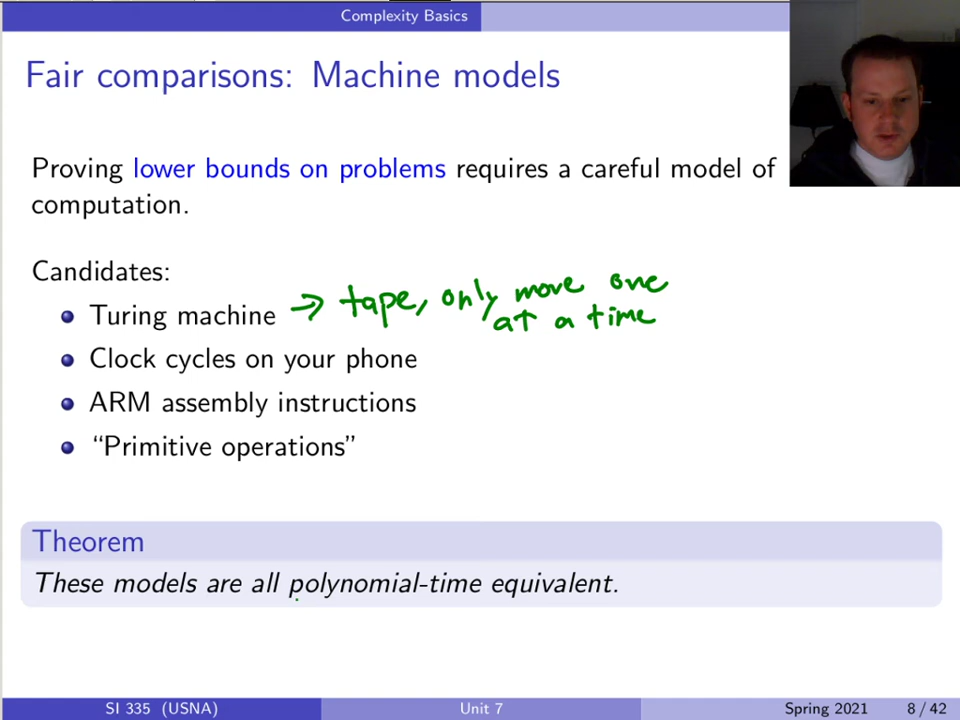 Complexity Basics
Fair comparisons: Machine models
Proving lower bounds on problems requires a careful model of
computation.
Candidates:
Turing machine → tape, only move one
at a time
Clock cycles on your phone
ARM assembly instructions
“Primitive operations”
Theorem
These models are all polynomial-time equivalent.
SI 335 (USNA) Unit 7 Spring 2021 8 / 42